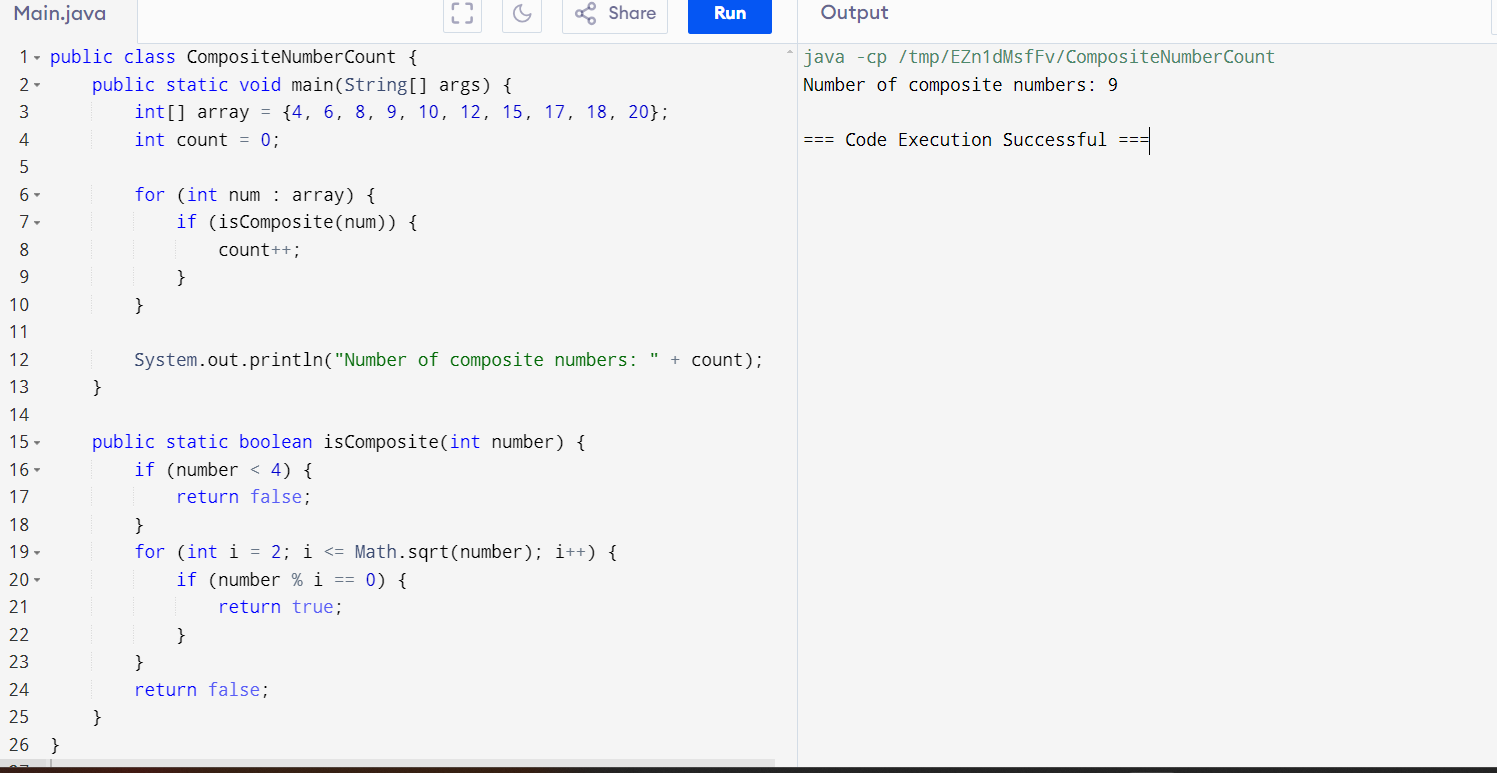 Main.java
Share
Run
Output
1 public class CompositeNumberCount {
2     public static void main(String[] args) {
3         int[] array = {4, 6, 8, 9, 10, 12, 15, 17, 18, 20};
4         int count = 0;
5
6         for (int num : array) {
7             if (isComposite(num)) {
8                 count++;
9             }
10         }
11
12         System.out.println("Number of composite numbers: " + count);
13     }
14
15     public static boolean isComposite(int number) {
16         if (number < 4) {
17             return false;
18         }
19         for (int i = 2; i <= Math.sqrt(number); i++) {
20             if (number % i == 0) {
21                 return true;
22             }
23         }
24         return false;
25     }
26 }
java -cp /tmp/EZn1dMsfFv/CompositeNumberCount
Number of composite numbers: 9
=== Code Execution Successful ===